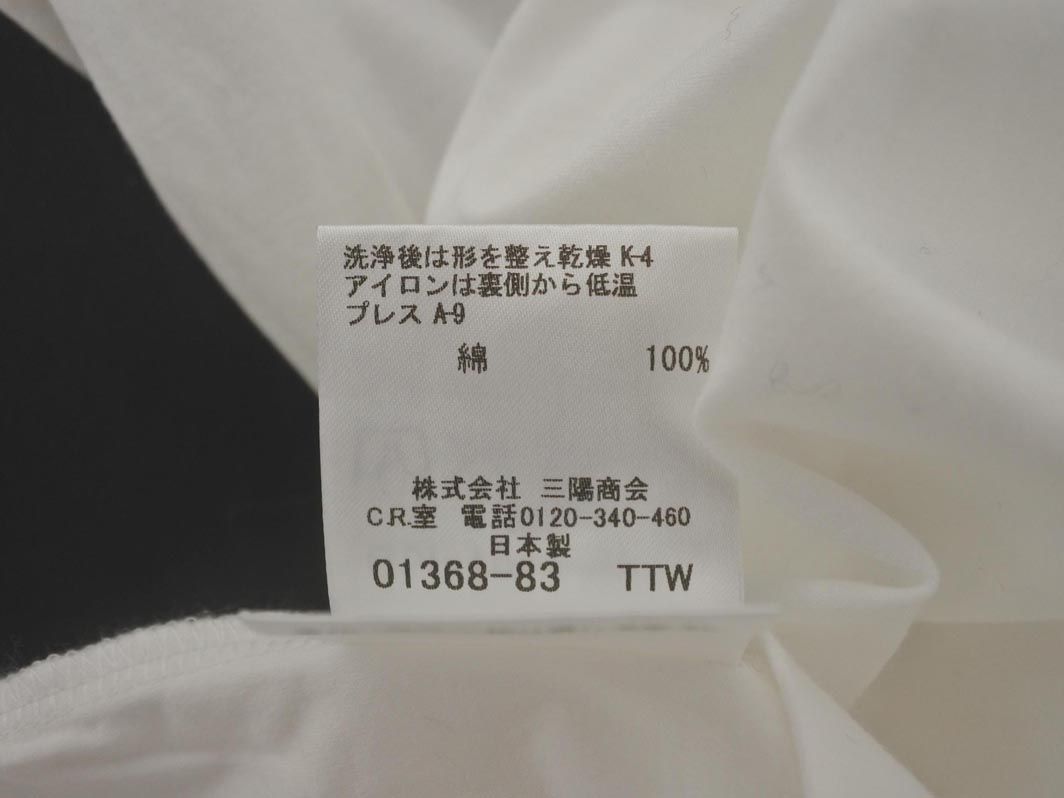 洗浄後は形を整え乾燥 K-4
アイロンは裏側から低温
プレス A-9
綿 100%
株式会社 三陽商会
C.R.室 電話0120-340-460
日本製
01368-83 TTW